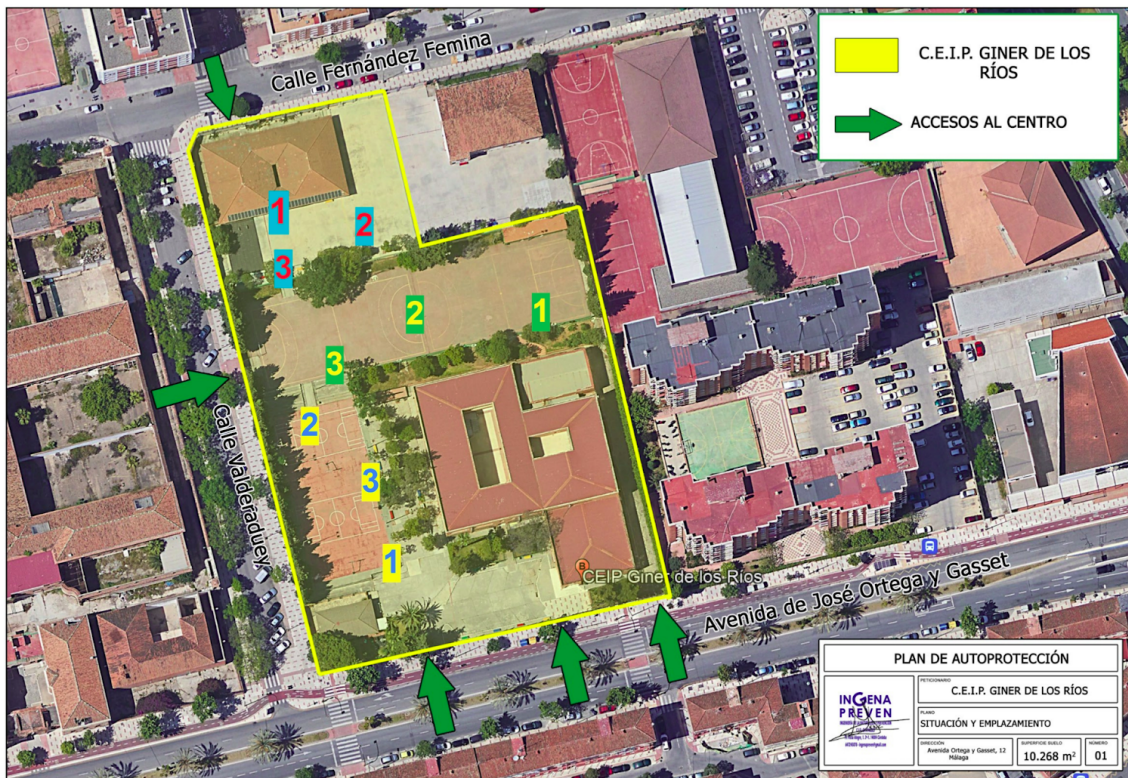 Calle Fernández Femina
C.E.I.P. GINER DE LOS
RÍOS
ACCESOS AL CENTRO
1
2
3
2
1
3
2
3
1
Calle Valderaduey
B
CEIP Giner de los Ríos
Avenida de José Ortega y Gasset
PLAN DE AUTOPROTECCIÓN
INGENA
PREVEN
PETICIONARIO
C.E.I.P. GINER DE LOS RÍOS
PLANO
SITUACIÓN Y EMPLAZAMIENTO
DIRECCIÓN
Avenida Ortega y Gasset, 12
Málaga
SUPERFICIE SUELO
10.268 m²
NÚMERO
01